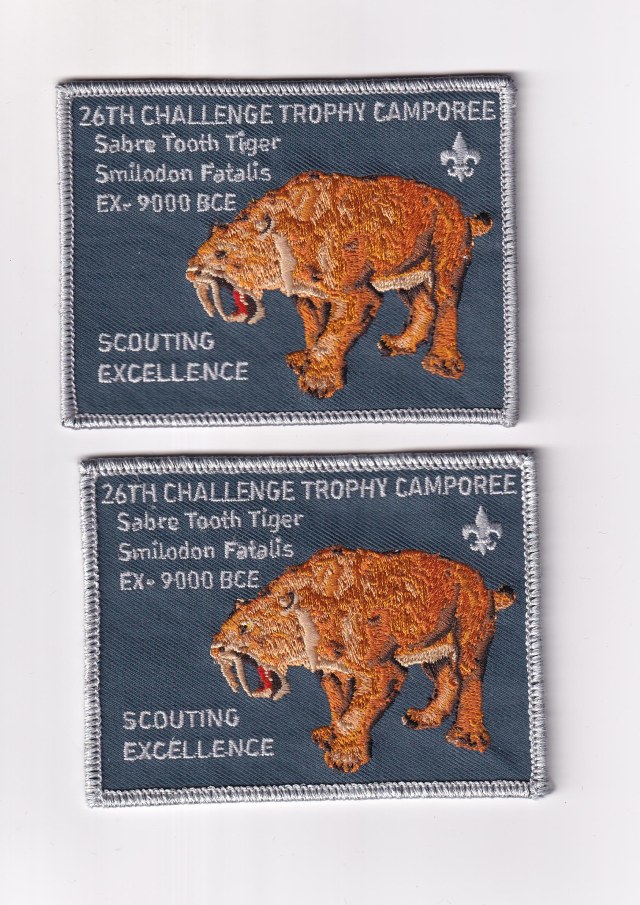 26TH CHALLENGE TROPHY CAMPOREE
Sabre Tooth Tiger
Smilodon Fatalis
EX- 9000 BCE
SCOUTING
EXCELLENCE
26TH CHALLENGE TROPHY CAMPOREE
Sabre Tooth Tiger
Smilodon Fatalis
EX- 9000 BCE
SCOUTING
EXCELLENCE